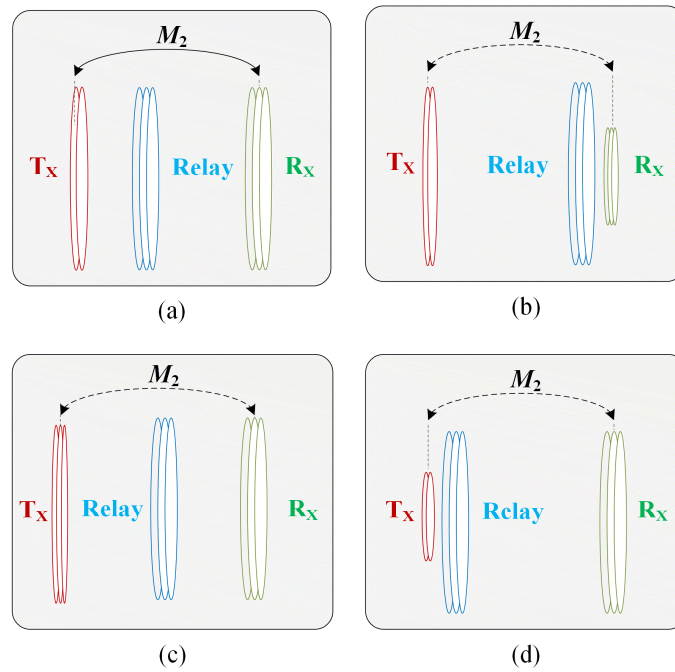 M2
Tx Relay Rx
(a)
M2
Tx Relay Rx
(b)
M2
Tx Relay Rx
(c)
M2
Tx Relay Rx
(d)